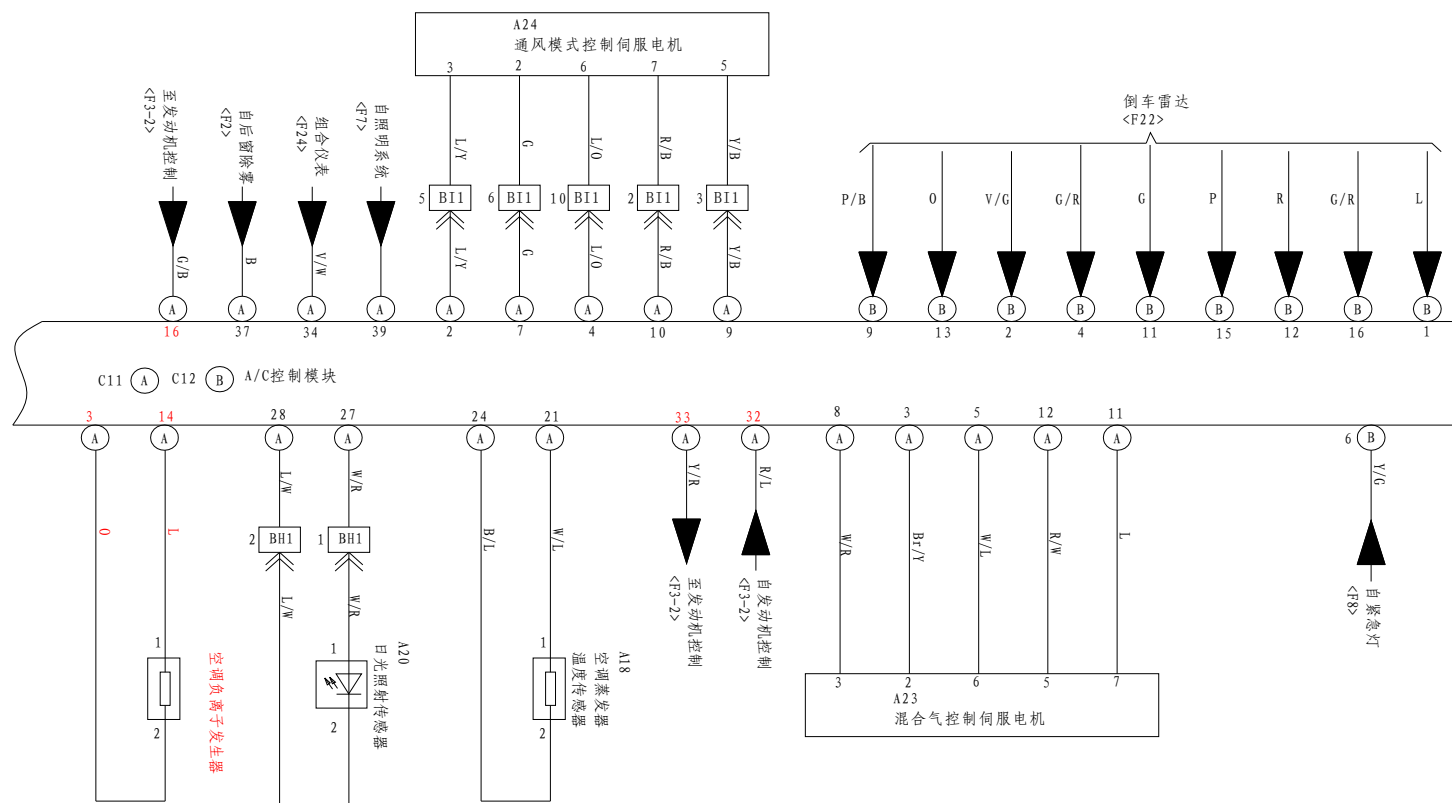 A24
通风模式控制伺服电机
3 2 6 7 5
至发动机控制
<F3-2>
自后窗除雾
<F2>
组合仪表
<F24>
自照明系统
<F7>
倒车雷达
<F22>
L/Y G L/O R/B Y/B
5 BI1 6 BI1 10 BI1 2 BI1 3 BI1
P/B O V/G G/R G P R G/R L
G/B B V/W L/Y G L/O R/B Y/B
A A A A A A A A A B B B B B B B B B
16 37 34 39 2 7 4 10 9 9 13 2 4 11 15 12 16 1
C11 A C12 B A/C控制模块
3 14 28 27 24 21 33 32 8 3 5 12 11
A A A A A A A A A A A A A 6 B
L/W W/R Y/R R/L Y/G
O L 2 BH1 1 BH1 B/L W/L W/R Br/Y W/L R/W L
L/W W/R
至发动机控制
<F3-2>
自发动机控制
<F3-2>
自紧急灯
<F8>
1
2
空调负离子发生器
1
2
A20
日光照射传感器
1
2
A18
空调蒸发器
温度传感器
3 2 6 5 7
A23
混合气控制伺服电机